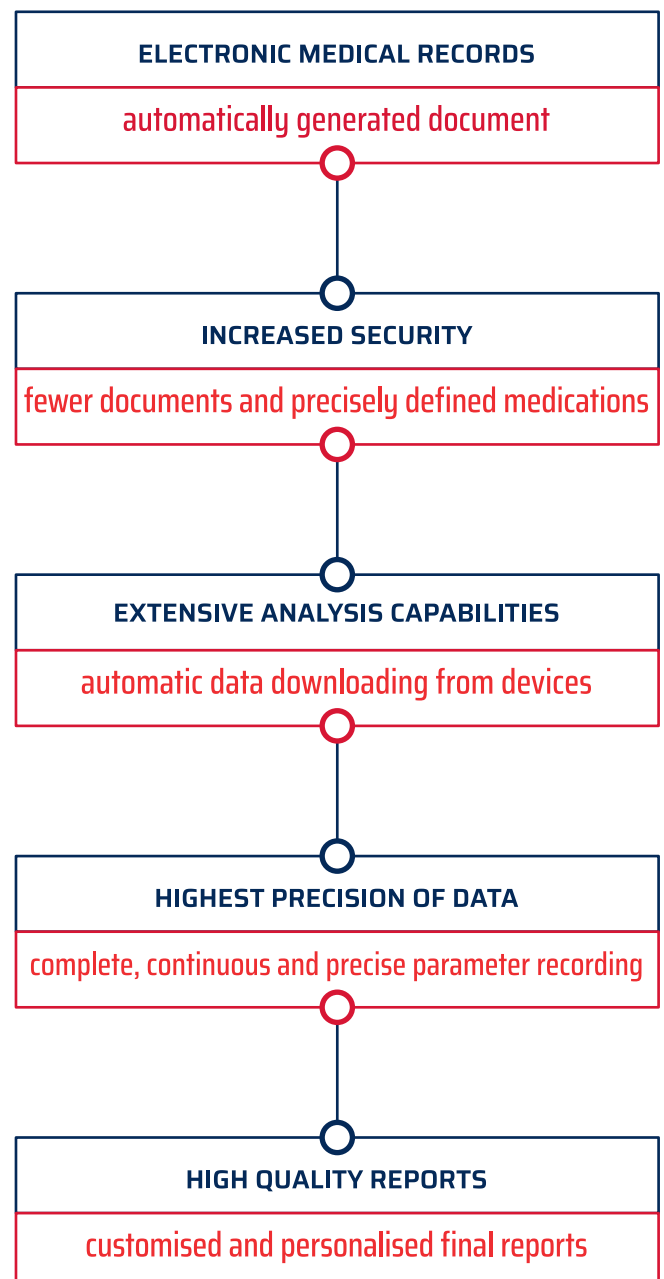 ELECTRONIC MEDICAL RECORDS
automatically generated document
INCREASED SECURITY
fewer documents and precisely defined medications
EXTENSIVE ANALYSIS CAPABILITIES
automatic data downloading from devices
HIGHEST PRECISION OF DATA
complete, continuous and precise parameter recording
HIGH QUALITY REPORTS
customised and personalised final reports